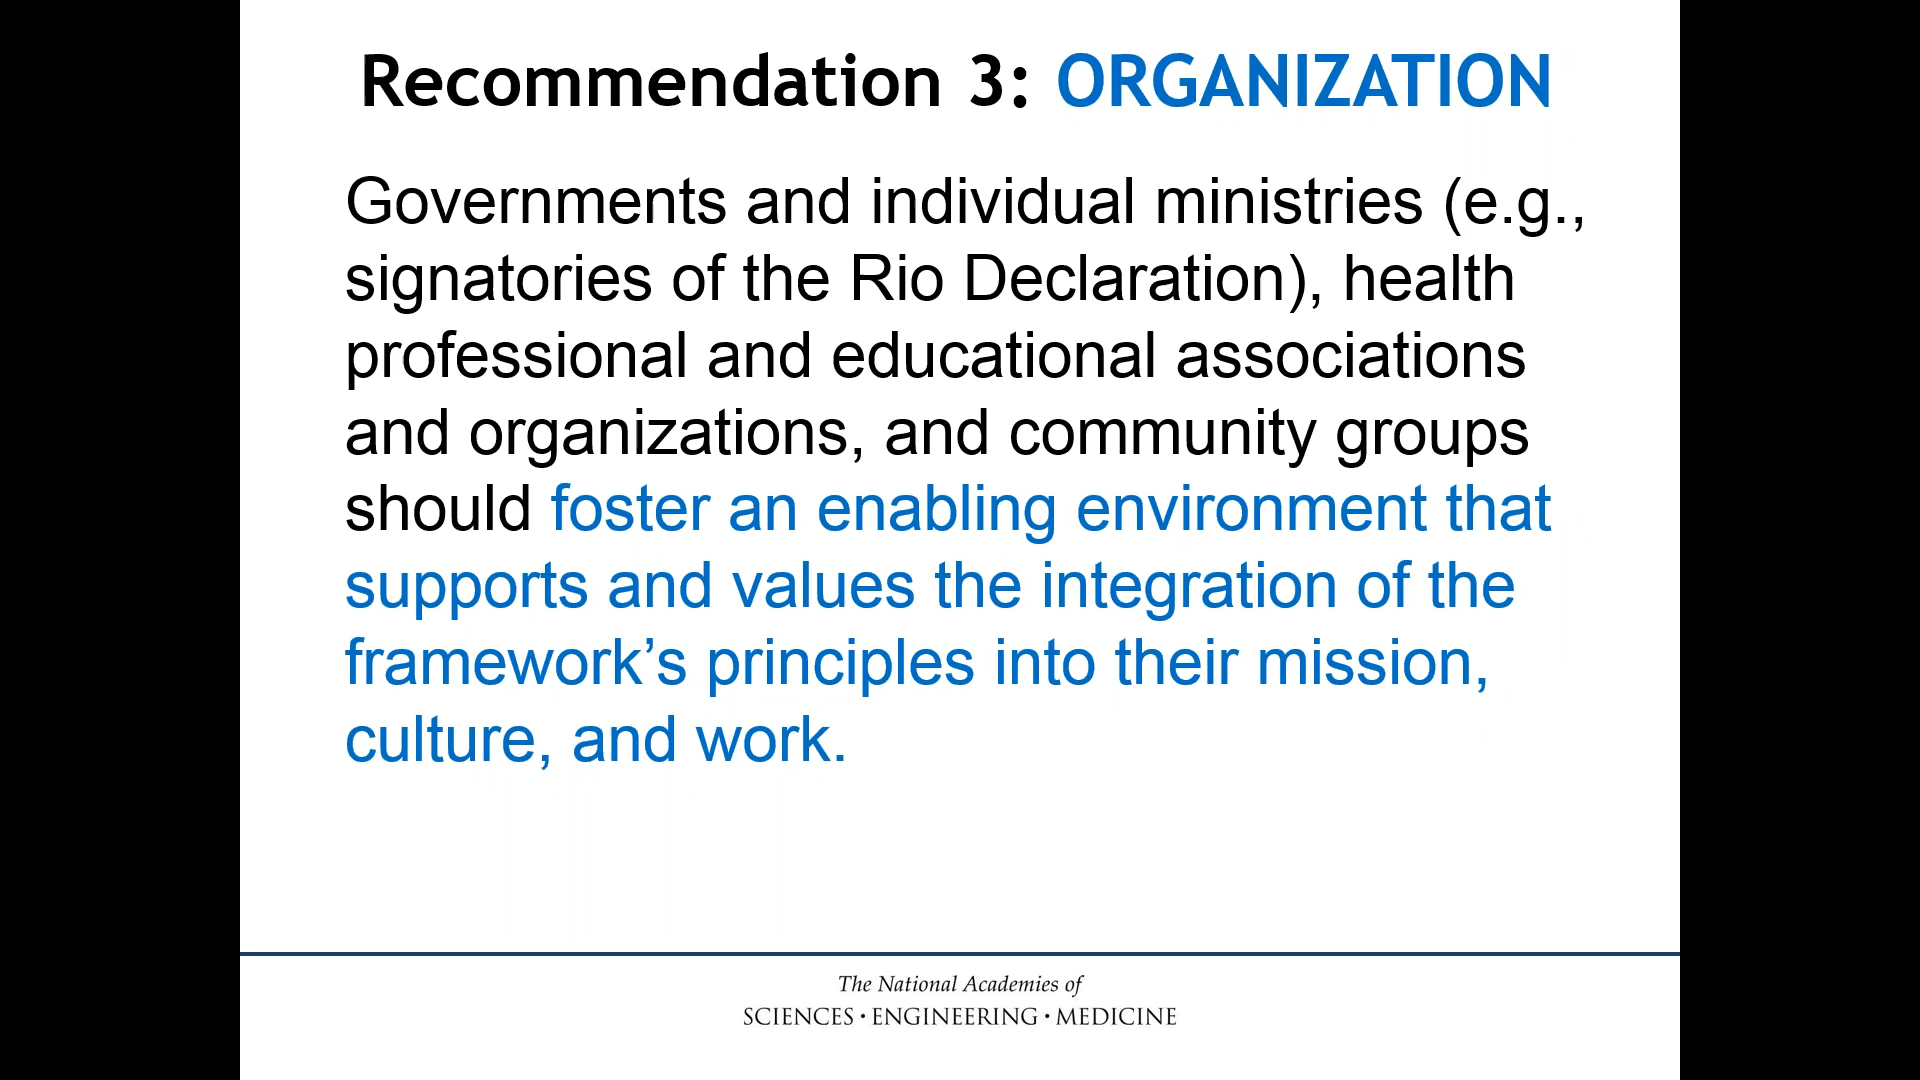 Recommendation 3: ORGANIZATION
Governments and individual ministries (e.g.,
signatories of the Rio Declaration), health
professional and educational associations
and organizations, and community groups
should foster an enabling environment that
supports and values the integration of the
framework’s principles into their mission,
culture, and work.
The National Academies of
SCIENCES · ENGINEERING · MEDICINE